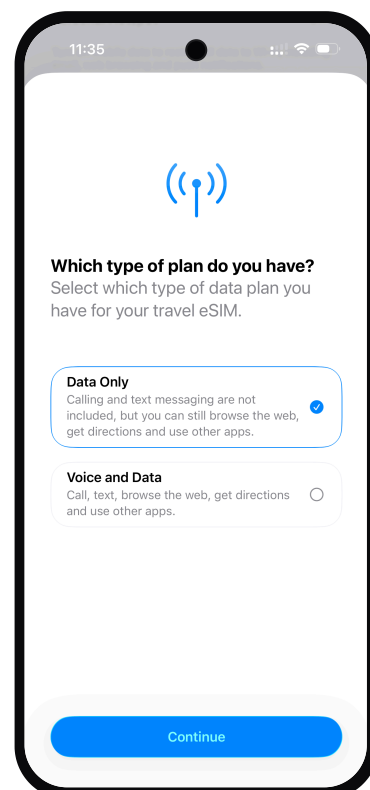 11:35
Which type of plan do you have?
Select which type of data plan you
have for your travel eSIM.
Data Only
Calling and text messaging are not
included, but you can still browse the web,
get directions and use other apps.
Voice and Data
Call, text, browse the web, get directions
and use other apps.
Continue